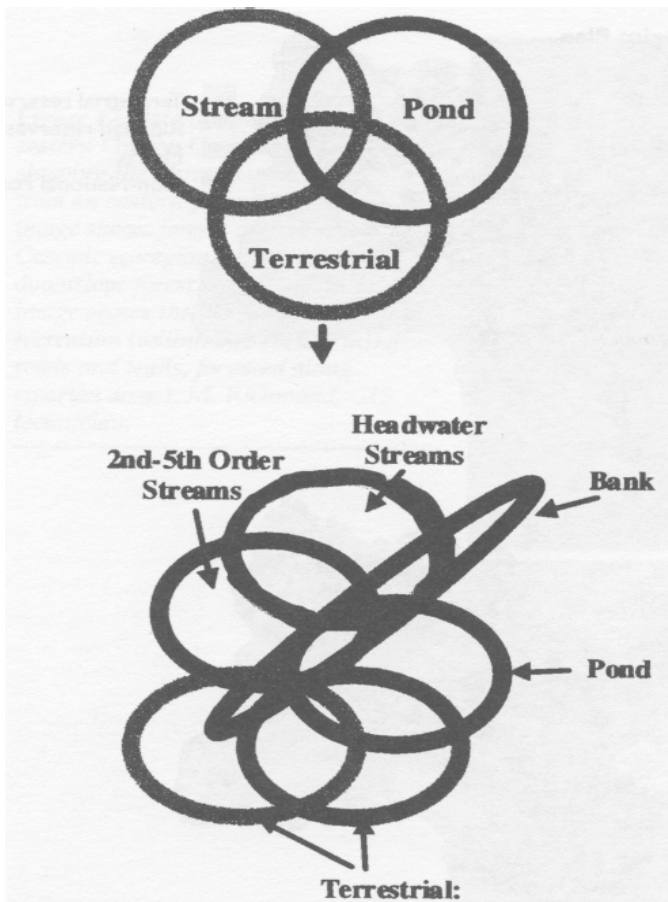 Stream
Pond
Terrestrial
Headwater
Streams
2nd-5th Order
Streams
Bank
Pond
Terrestrial: